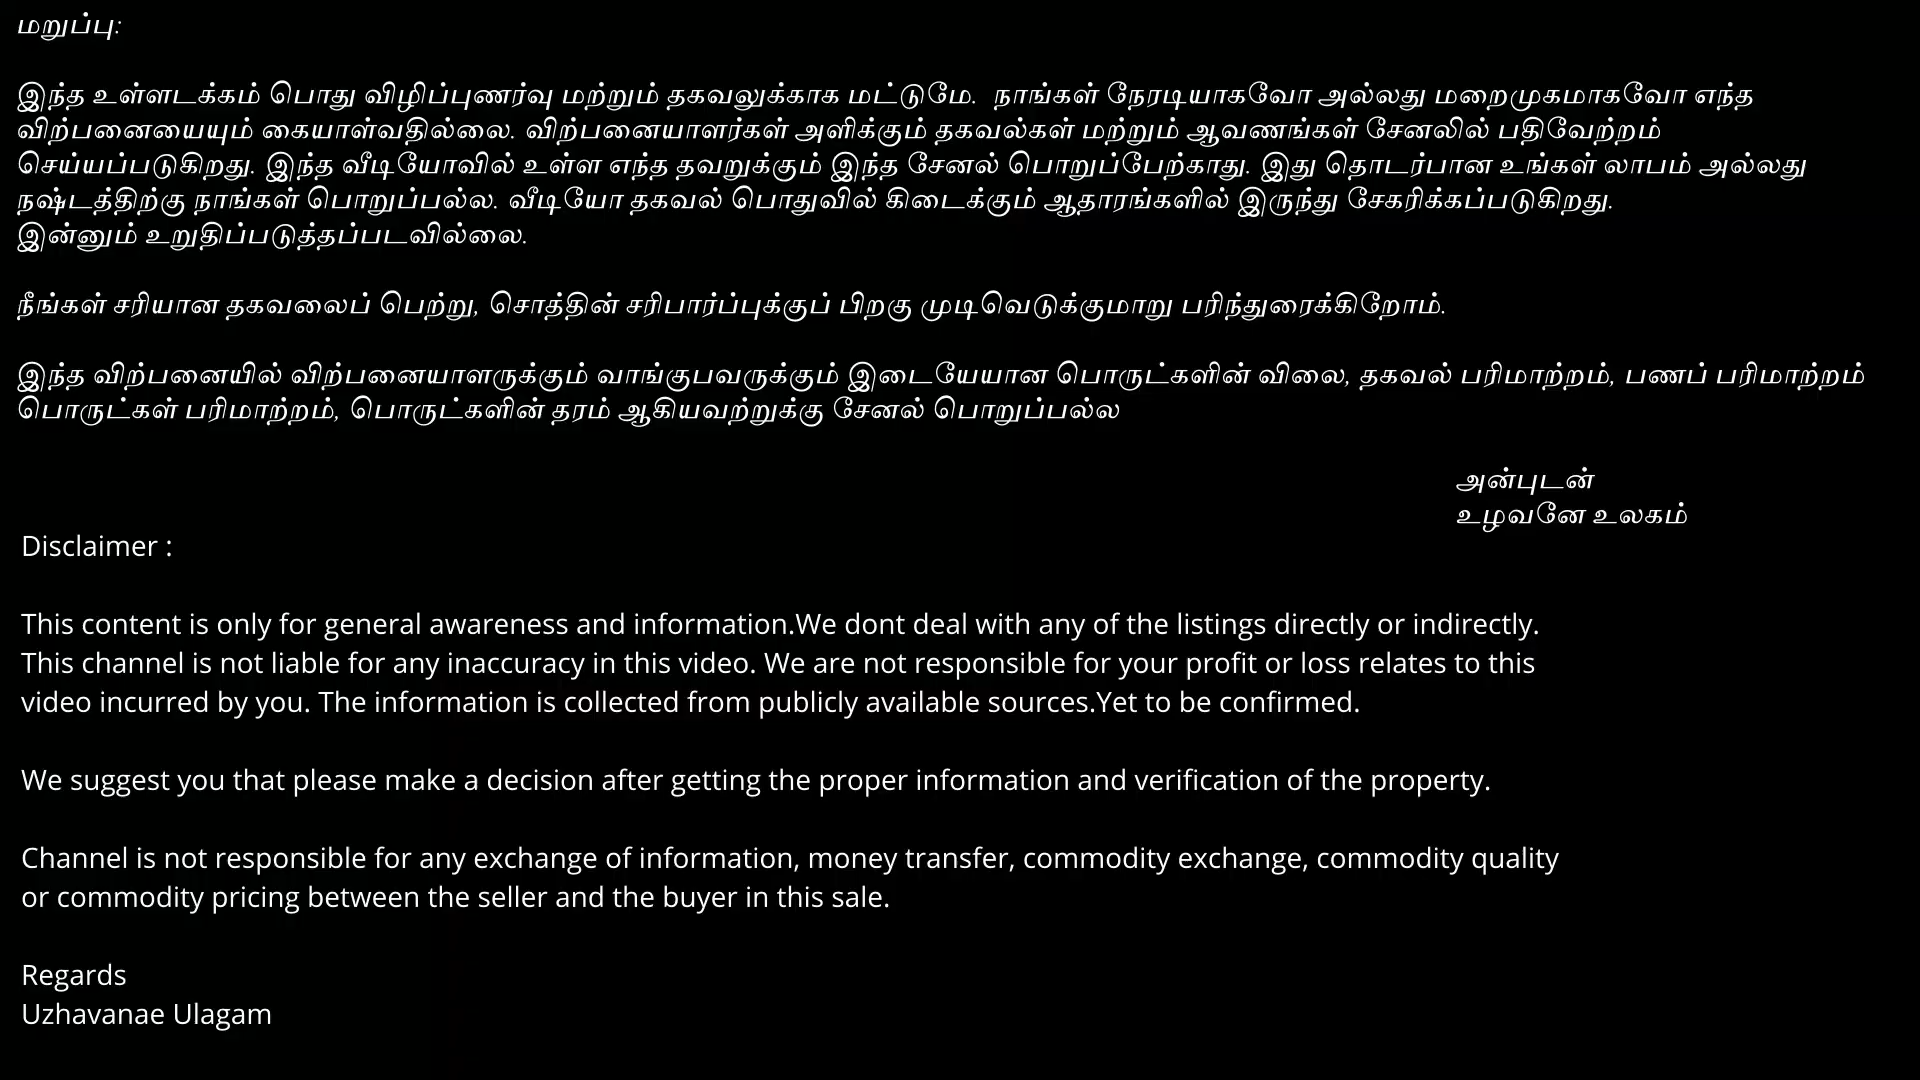 மறுப்பு:
இந்த உள்ளடக்கம் பொது விழிப்புணர்வு மற்றும் தகவலுக்காக மட்டுமே. நாங்கள் நேரடியாகவோ அல்லது மறைமுகமாகவோ எந்த
விற்பனையையும் கையாள்வதில்லை. விற்பனையாளர்கள் அளிக்கும் தகவல்கள் மற்றும் ஆவணங்கள் சேனலில் பதிவேற்றம்
செய்யப்படுகிறது. இந்த வீடியோவில் உள்ள எந்த தவறுக்கும் இந்த சேனல் பொறுப்பேற்காது. இது தொடர்பான உங்கள் லாபம் அல்லது
நஷ்டத்திற்கு நாங்கள் பொறுப்பல்ல. வீடியோ தகவல் பொதுவில் கிடைக்கும் ஆதாரங்களில் இருந்து சேகரிக்கப்படுகிறது.
இன்னும் உறுதிப்படுத்தப்படவில்லை.
நீங்கள் சரியான தகவலைப் பெற்று, சொத்தின் சரிபார்ப்புக்குப் பிறகு முடிவெடுக்குமாறு பரிந்துரைக்கிறோம்.
இந்த விற்பனையில் விற்பனையாளருக்கும் வாங்குபவருக்கும் இடையேயான பொருட்களின் விலை, தகவல் பரிமாற்றம், பணப் பரிமாற்றம்
பொருட்கள் பரிமாற்றம், பொருட்களின் தரம் ஆகியவற்றுக்கு சேனல் பொறுப்பல்ல
அன்புடன்
உழவனே உலகம்
Disclaimer :
This content is only for general awareness and information.We dont deal with any of the listings directly or indirectly.
This channel is not liable for any inaccuracy in this video. We are not responsible for your profit or loss relates to this
video incurred by you. The information is collected from publicly available sources.Yet to be confirmed.
We suggest you that please make a decision after getting the proper information and verification of the property.
Channel is not responsible for any exchange of information, money transfer, commodity exchange, commodity quality
or commodity pricing between the seller and the buyer in this sale.
Regards
Uzhavanae Ulagam